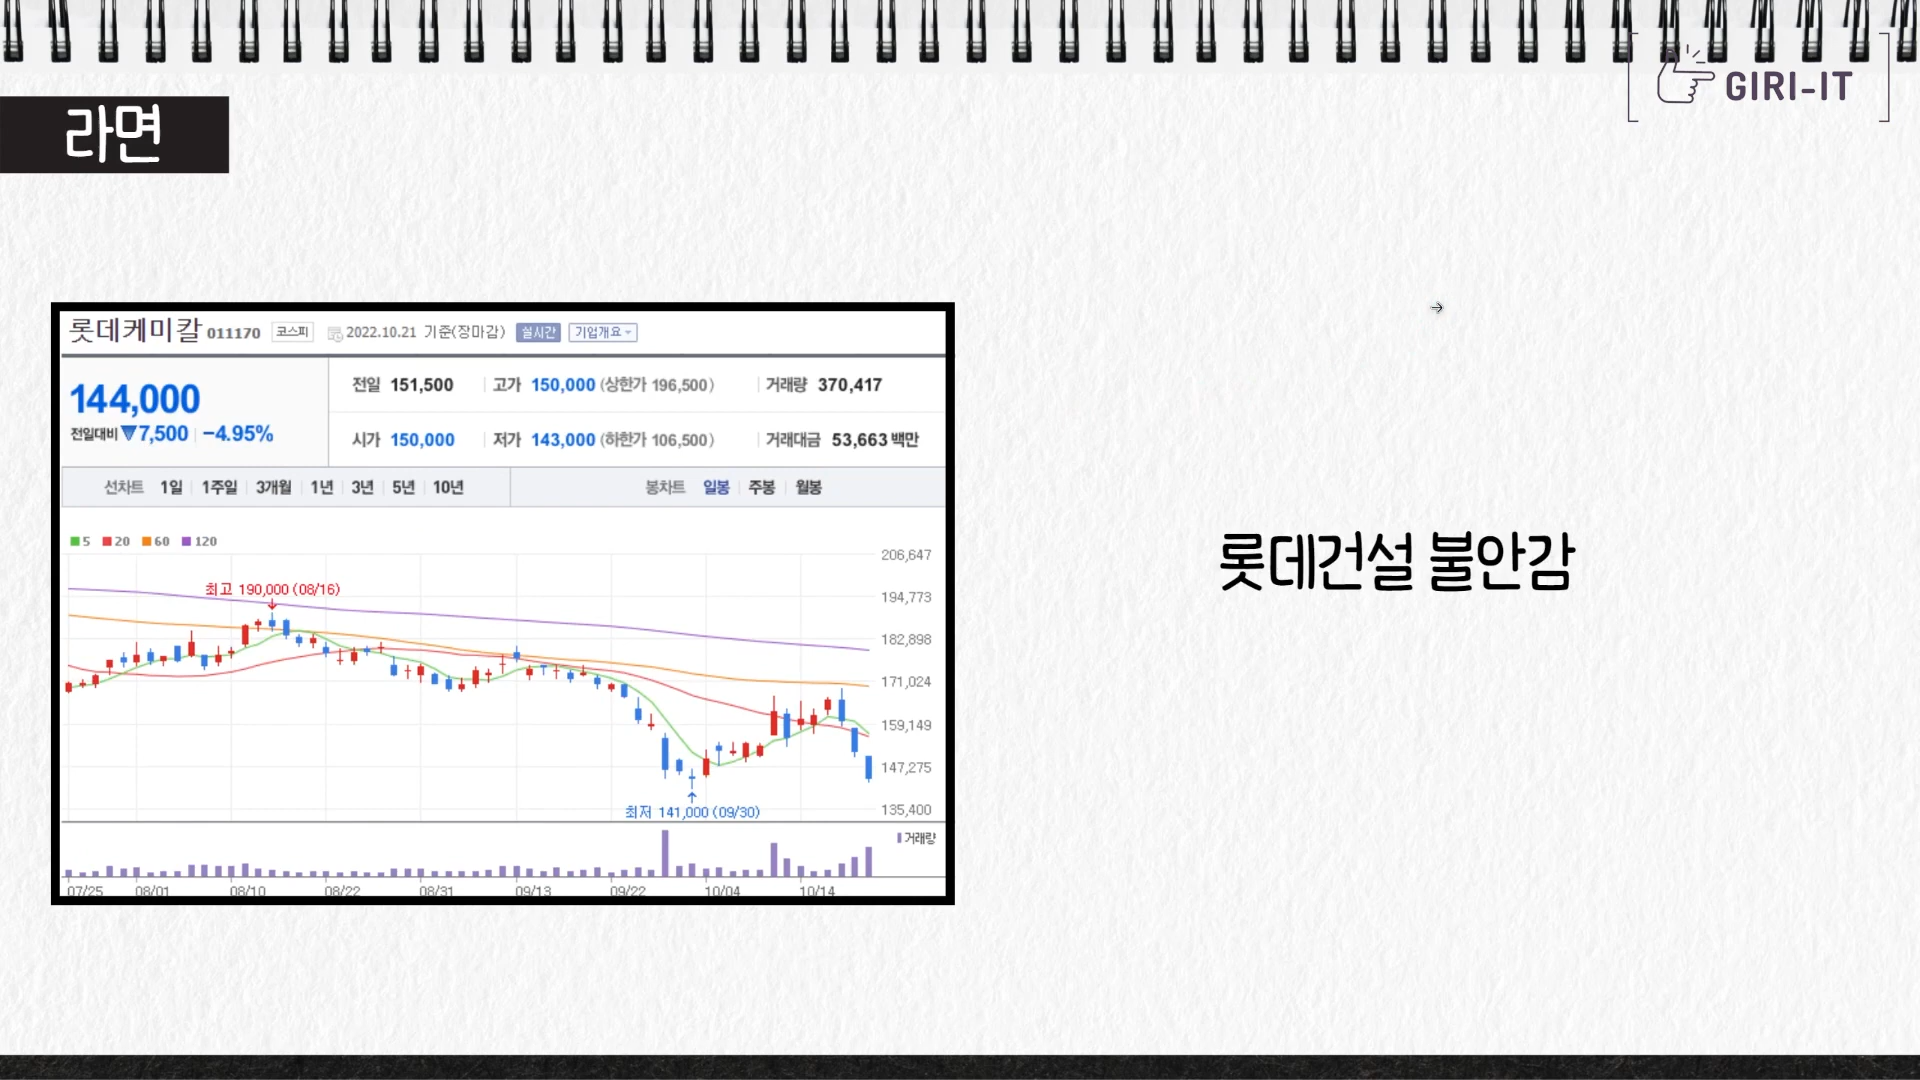 GIRI-IT
라면
롯데케미칼 011170 코스피 2022.10.21 기준(장마감) 실시간 기업개요
144,000
전일대비 ▼7,500 -4.95%
전일 151,500 고가 150,000 (상한가 196,500) 거래량 370,417
시가 150,000 저가 143,000 (하한가 106,500) 거래대금 53,663 백만
선차트 1일 1주일 3개월 1년 3년 5년 10년 봉차트 일봉 주봉 월봉
5 20 60 120
206,647
최고 190,000 (08/16)
194,773
182,898
171,024
159,149
147,275
최저 141,000 (09/30)
135,400
거래량
07/25 08/01 08/10 08/22 08/31 09/13 09/22 10/04 10/14
롯데건설 불안감